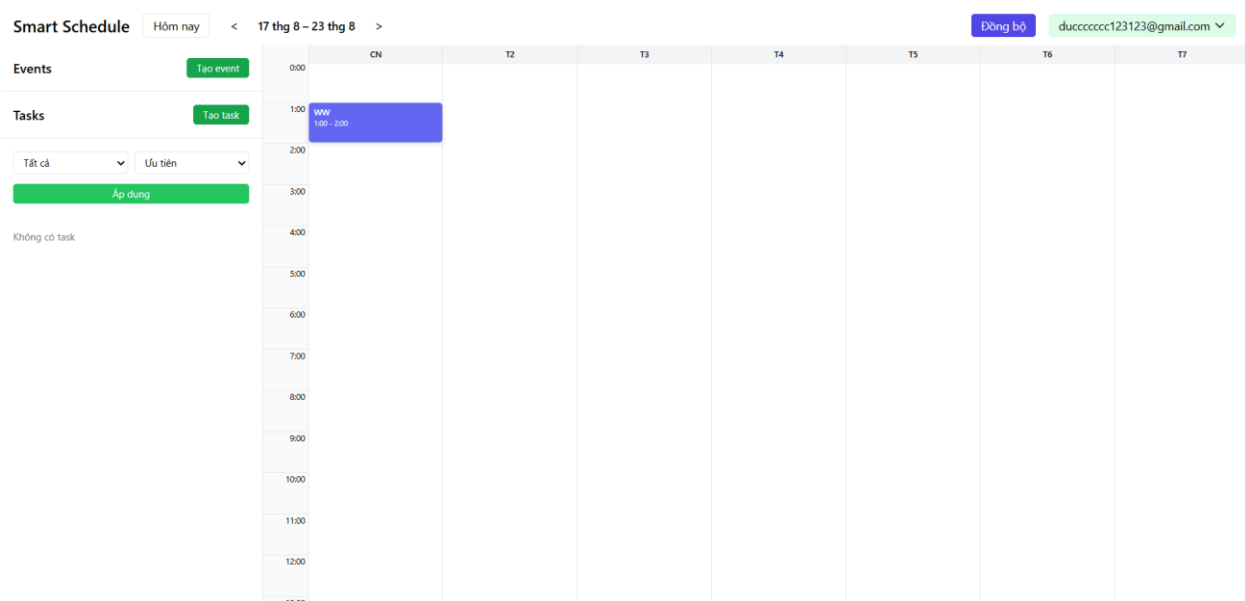 Smart Schedule Hôm nay < 17 thg 8 – 23 thg 8 > Đồng bộ ducccccccc123123@gmail.com
Events Tạo event
Tasks Tạo task
Tất cả Ưu tiên
Áp dụng
Không có task
CN T2 T3 T4 T5 T6 T7
0:00
1:00
WW
1:00 - 2:00
2:00
3:00
4:00
5:00
6:00
7:00
8:00
9:00
10:00
11:00
12:00